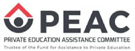 PEAC
PRIVATE EDUCATION ASSISTANCE COMMITTEE
Trustee of the Fund for Assistance to Private Education